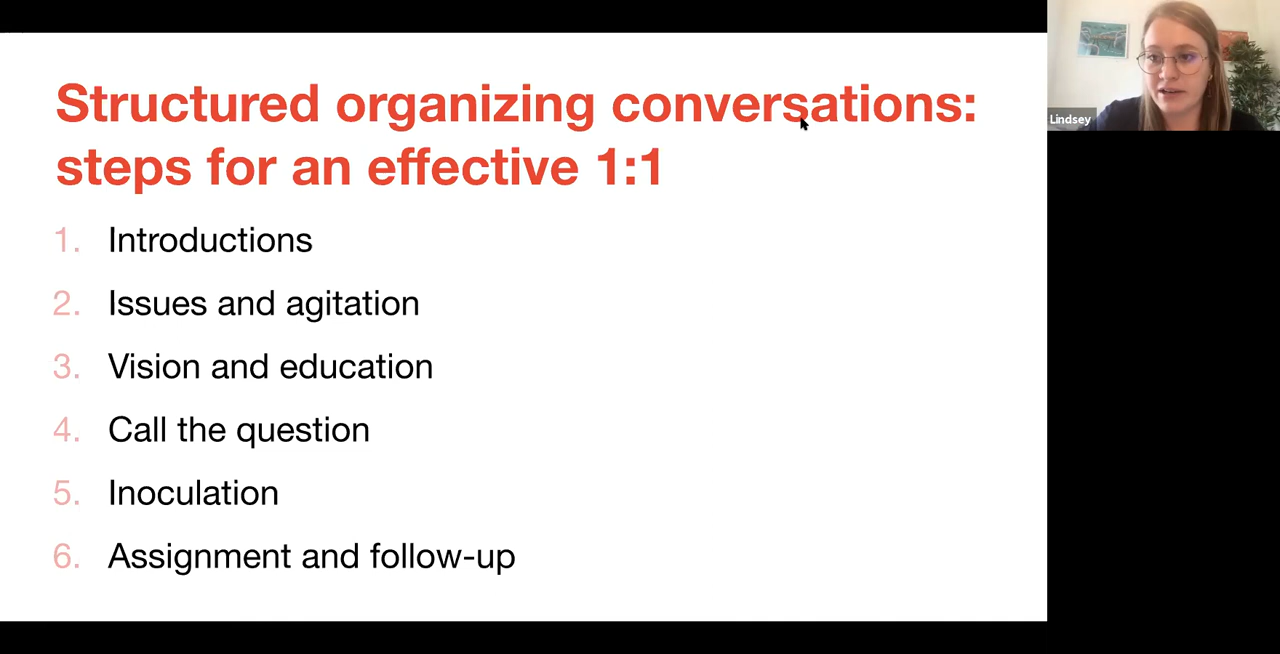 Structured organizing conversations:
steps for an effective 1:1
1. Introductions
2. Issues and agitation
3. Vision and education
4. Call the question
5. Inoculation
6. Assignment and follow-up
Lindsey